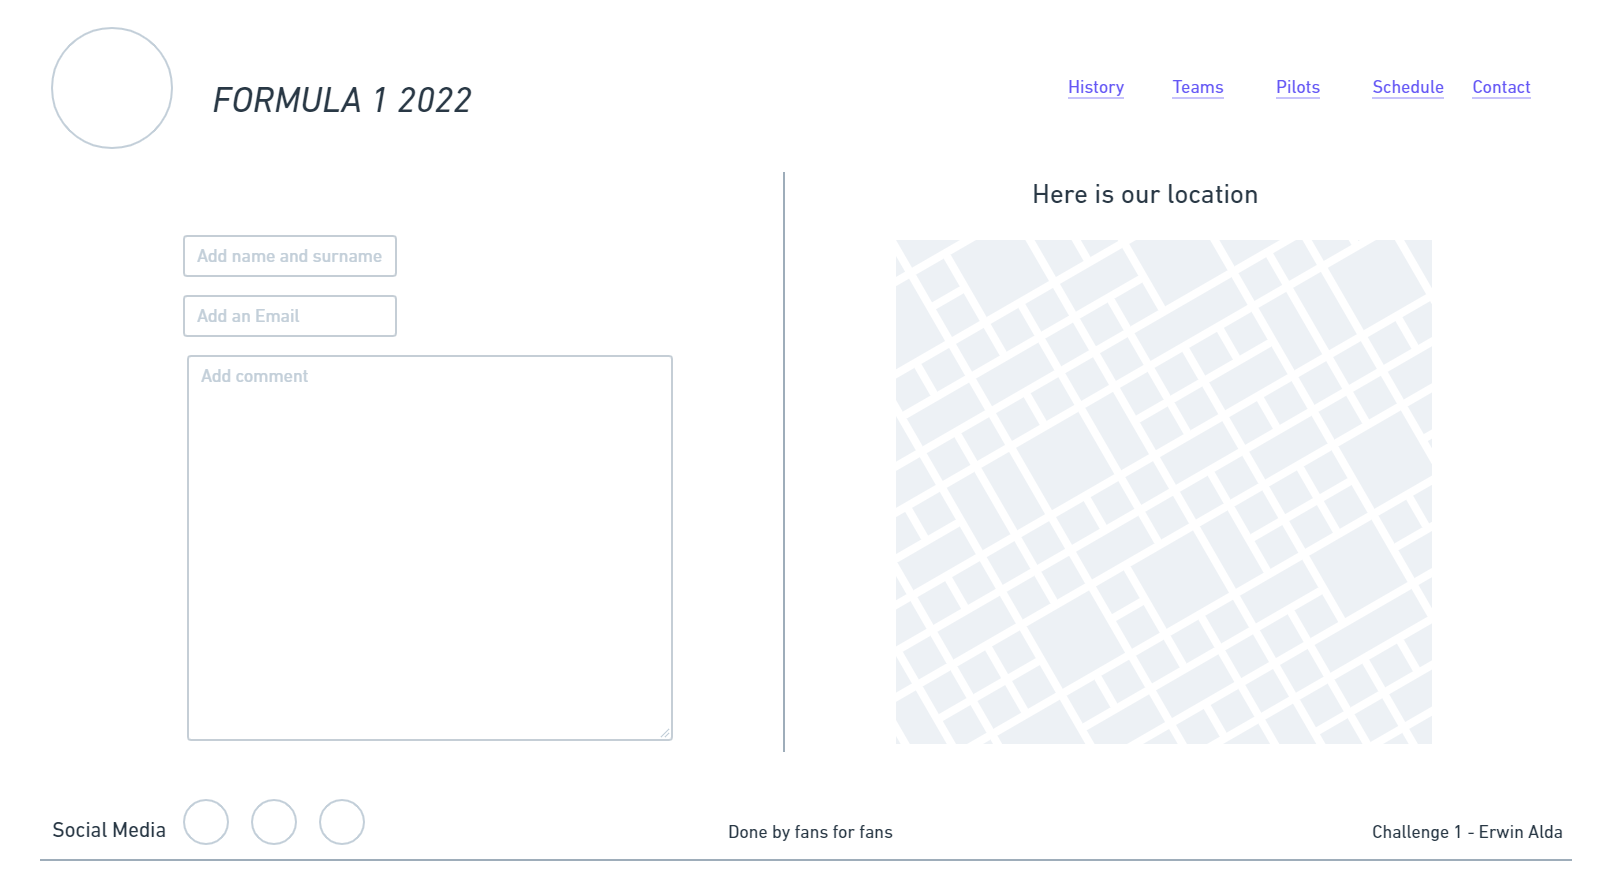 FORMULA 1 2022
History
Teams
Pilots
Schedule
Contact
Here is our location
Add name and surname
Add an Email
Add comment
Social Media
Done by fans for fans
Challenge 1 - Erwin Alda